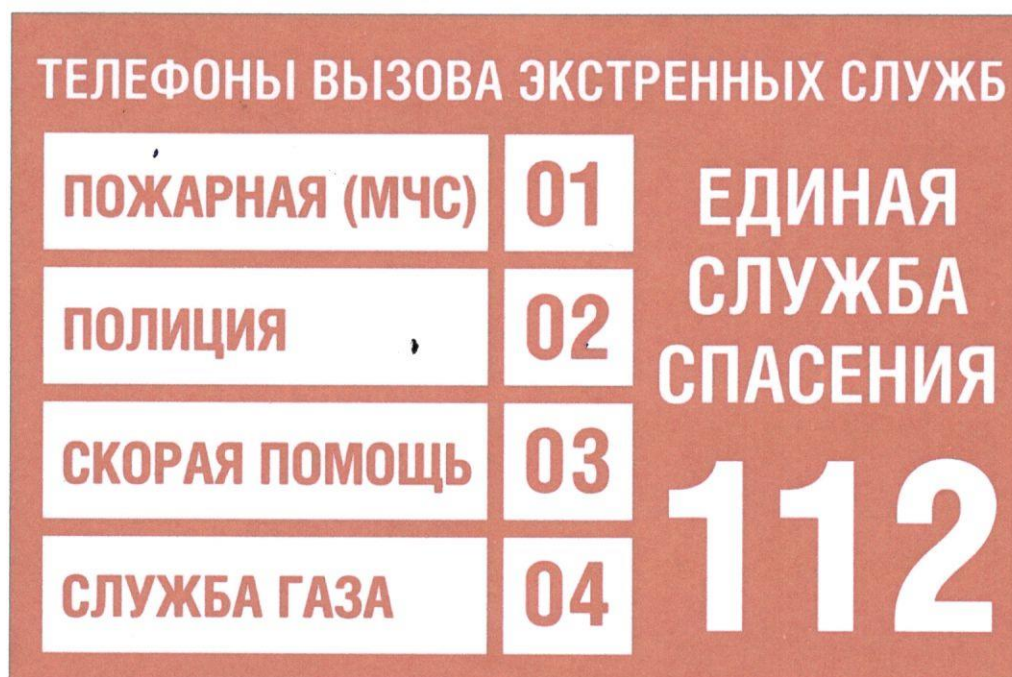 ТЕЛЕФОНЫ ВЫЗОВА ЭКСТРЕННЫХ СЛУЖБ
ПОЖАРНАЯ (МЧС) 01
ПОЛИЦИЯ 02
СКОРАЯ ПОМОЩЬ 03
СЛУЖБА ГАЗА 04
ЕДИНАЯ
СЛУЖБА
СПАСЕНИЯ
112